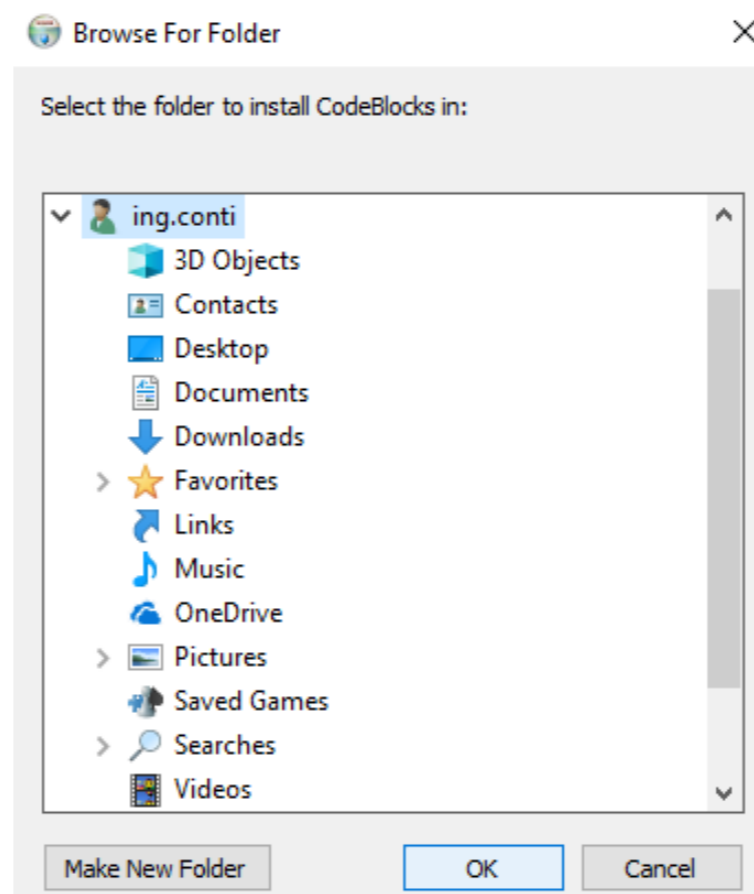 Browse For Folder
Select the folder to install CodeBlocks in:
ing.conti
3D Objects
Contacts
Desktop
Documents
Downloads
Favorites
Links
Music
OneDrive
Pictures
Saved Games
Searches
Videos
Make New Folder OK Cancel